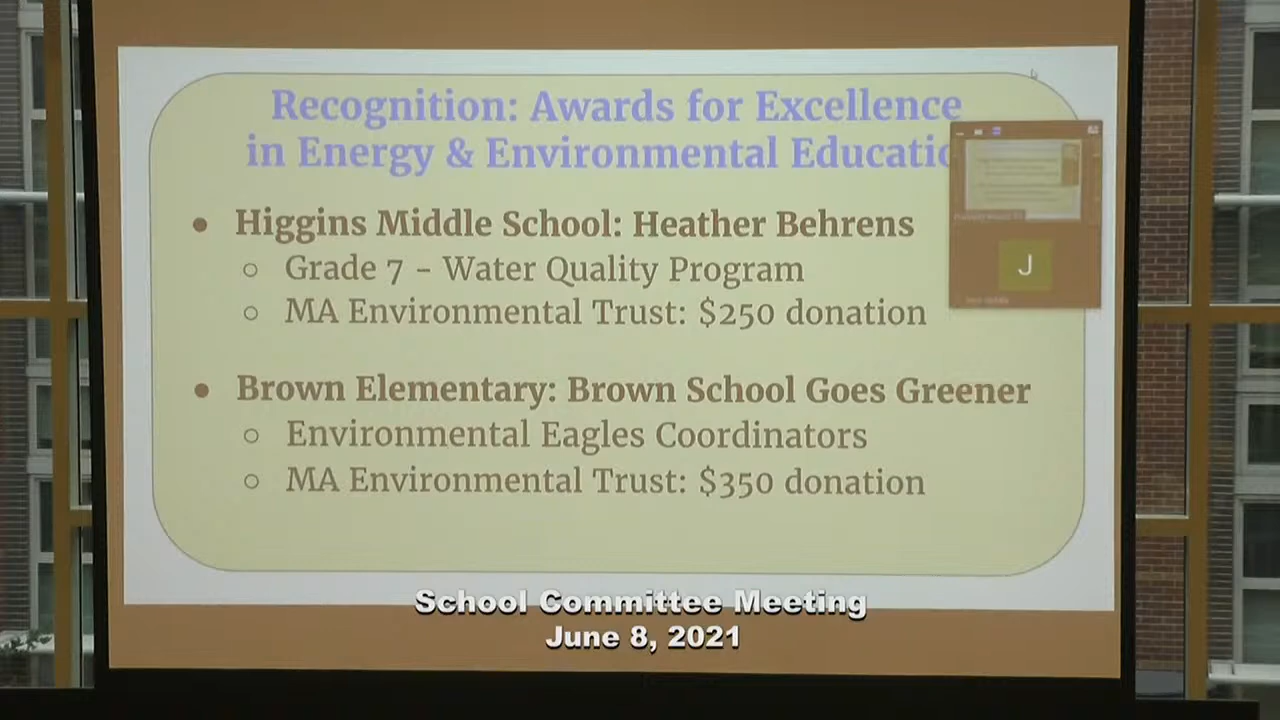 Recognition: Awards for Excellence
in Energy & Environmental Educatio
● Higgins Middle School: Heather Behrens
○ Grade 7 – Water Quality Program
○ MA Environmental Trust: $250 donation
● Brown Elementary: Brown School Goes Greener
○ Environmental Eagles Coordinators
○ MA Environmental Trust: $350 donation
J
School Committee Meeting
June 8, 2021